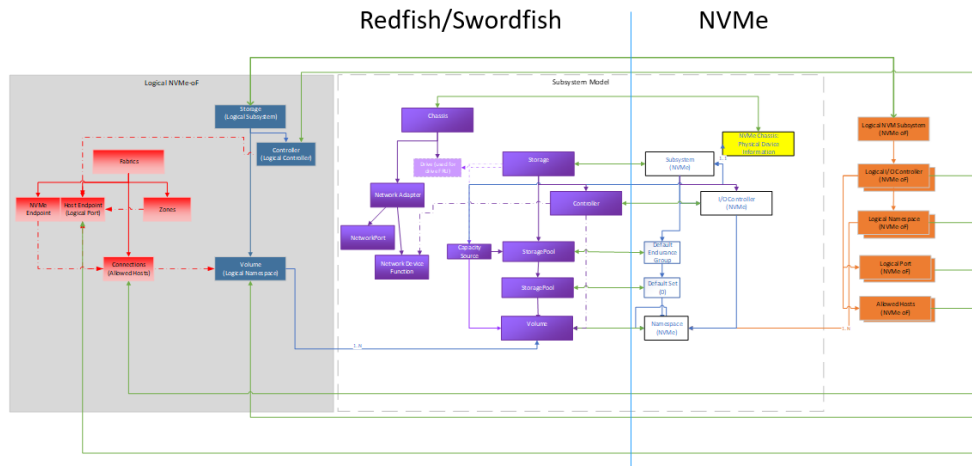 Redfish/Swordfish
NVMe
Logical NVMe-oF
Subsystem Model
Storage
(Logical Subsystem)
Controller
(Logical Controller)
Fabrics
NVMe
Endpoint
Host Endpoint
(Logical Port)
Zones
Connections
(Allowed Hosts)
Volume
(Logical Namespace)
Chassis
Network Adapter
NetworkPort
Network Device
Function
Storage
Controller
Capacity
Source
StoragePool
StoragePool
Volume
1..N
NVMe Chassis:
Physical Device
Information
Subsystem
(NVMe)
1..1
I/O Controller
(NVMe)
Default
Endurance
Group
Default Set
(0)
Namespace
(NVMe)
Logical NVM Subsystem
(NVMe-oF)
Logical I/O Controller
(NVMe-oF)
Logical Namespace
(NVMe-oF)
Logical Port
(NVMe-oF)
Allowed Hosts
(NVMe-oF)
1..N